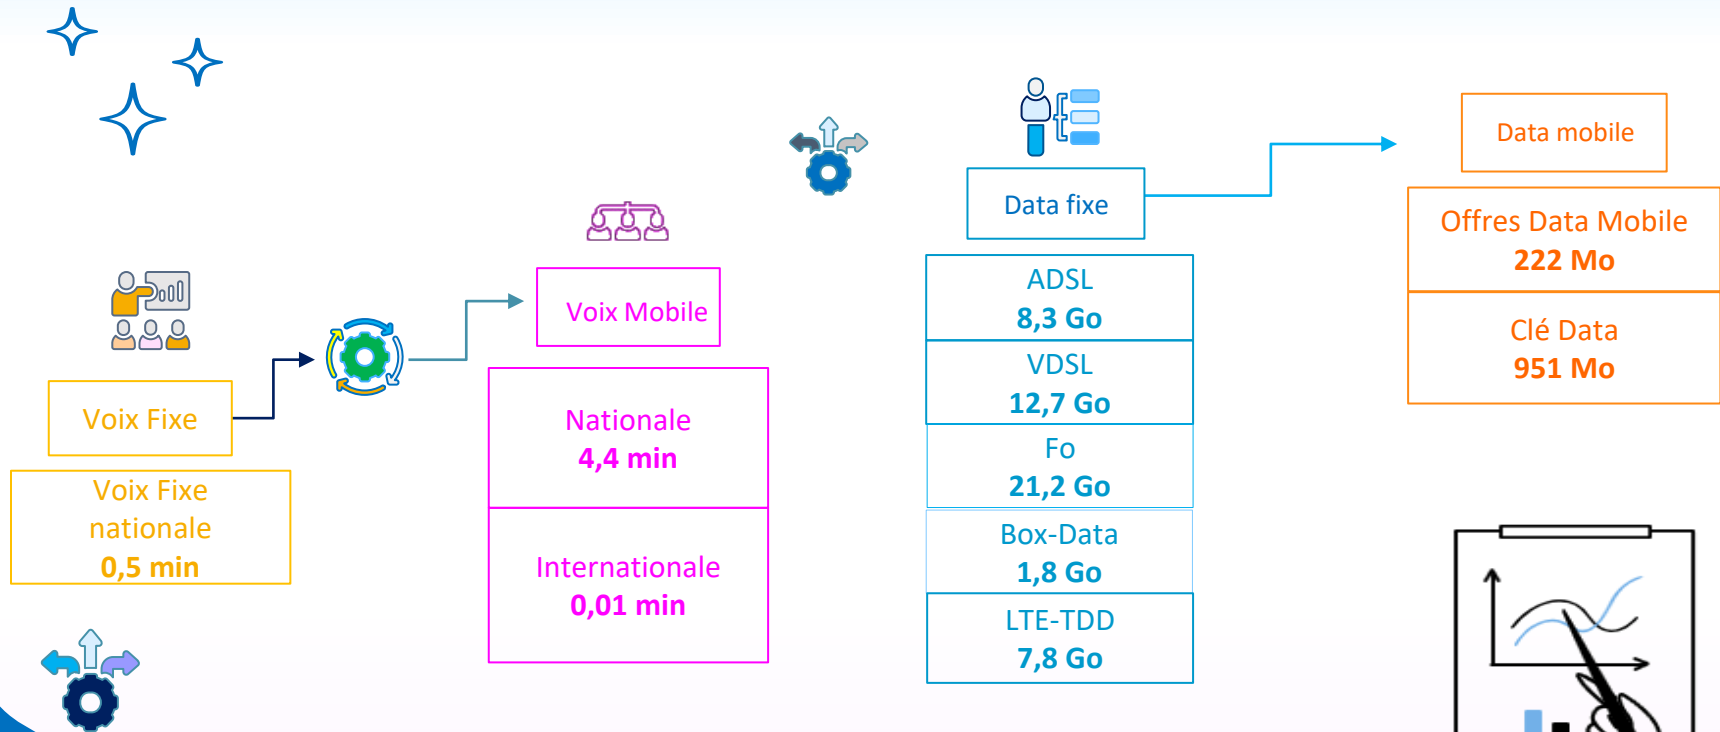 Voix Fixe
Voix Fixe
nationale
0,5 min
Voix Mobile
Nationale
4,4 min
Internationale
0,01 min
Data fixe
ADSL
8,3 Go
VDSL
12,7 Go
Fo
21,2 Go
Box-Data
1,8 Go
LTE-TDD
7,8 Go
Data mobile
Offres Data Mobile
222 Mo
Clé Data
951 Mo